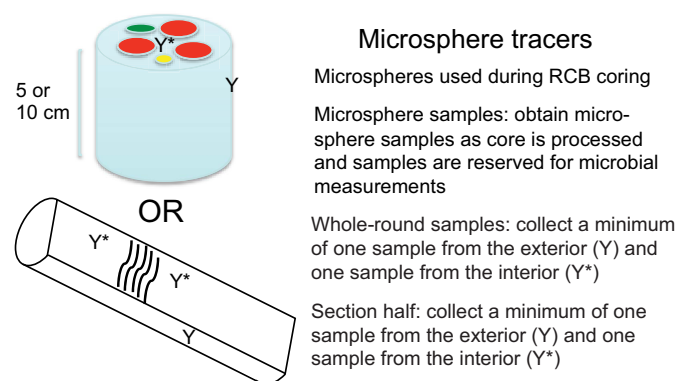 Y*
Y
5 or
10 cm
OR
Y*
Y*
Y
Microsphere tracers
Microspheres used during RCB coring
Microsphere samples: obtain micro-
sphere samples as core is processed
and samples are reserved for microbial
measurements
Whole-round samples: collect a minimum
of one sample from the exterior (Y) and
one sample from the interior (Y*)
Section half: collect a minimum of one
sample from the exterior (Y) and one
sample from the interior (Y*)